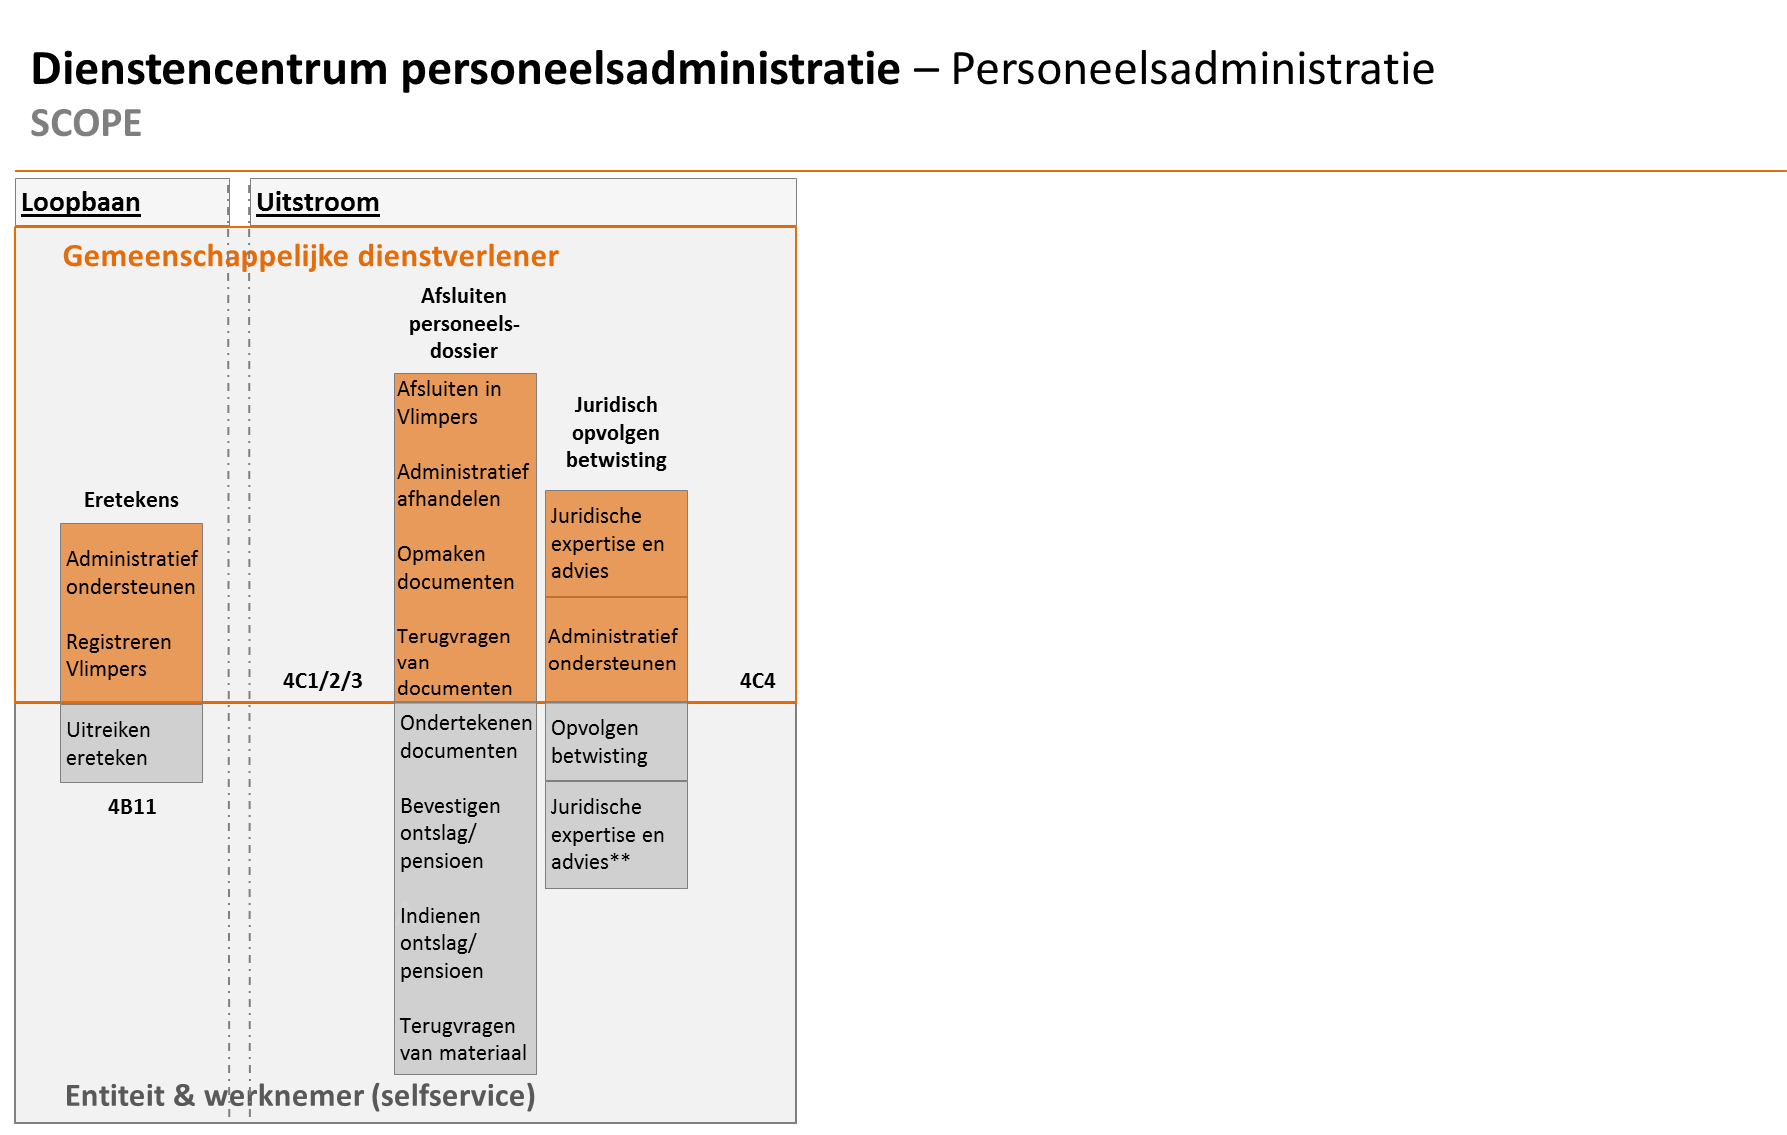 Dienstencentrum personeelsadministratie – Personeelsadministratie
SCOPE
Loopbaan
Uitstroom
Gemeenschappelijke dienstverlener
Eretekens
Administratief
ondersteunen
Registreren
Vlimpers
Uitreiken
ereteken
4B11
4C1/2/3
Afsluiten
personeels-
dossier
Afsluiten in
Vlimpers
Administratief
afhandelen
Opmaken
documenten
Terugvragen
van
documenten
Ondertekenen
documenten
Bevestigen
ontslag/
pensioen
Indienen
ontslag/
pensioen
Terugvragen
van materiaal
Juridisch
opvolgen
betwisting
Juridische
expertise en
advies
Administratief
ondersteunen
Opvolgen
betwisting
Juridische
expertise en
advies**
4C4
Entiteit & werknemer (selfservice)